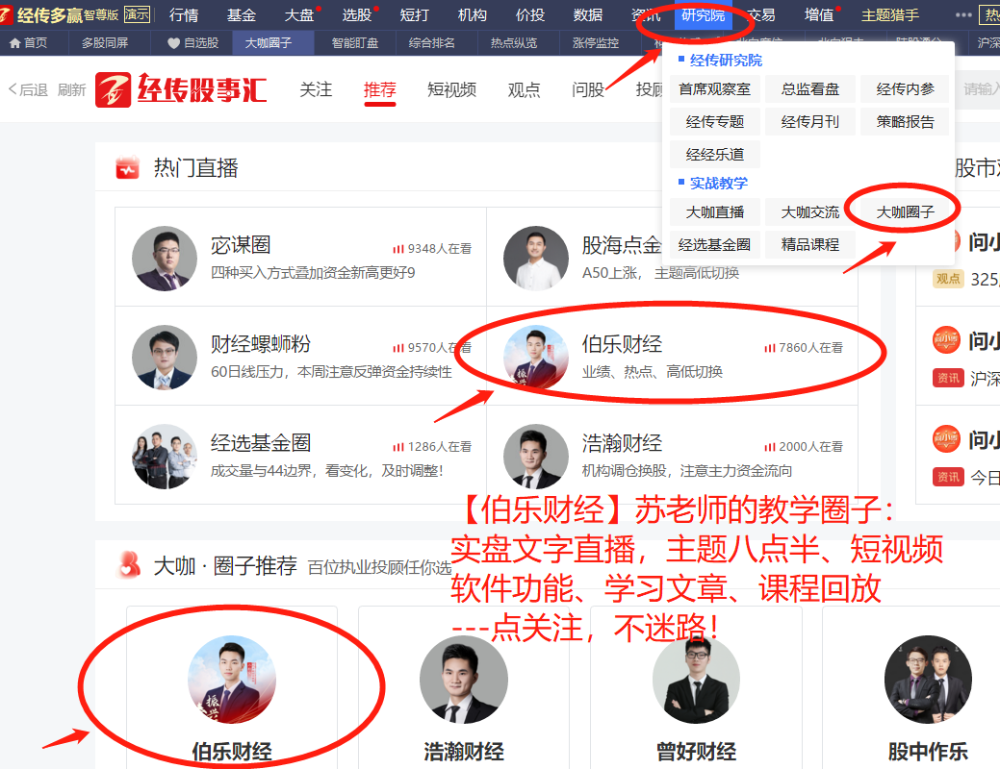 经传多赢 智尊版 演示 行情 基金 大盘 选股 短打 机构 价投 数据 资讯 研究院 交易 增值 主题猎手 ••• 热
首页 多股同屏 自选股 大咖圈子 智能盯盘 综合排名 热点纵览 涨停监控 沪深
经传研究院
首席观察室 总监看盘 经传内参
经传专题 经传月刊 策略报告
经经乐道
实战教学
大咖直播 大咖交流 大咖圈子
经选基金圈 精品课程
<后退 刷新 经传股事汇 关注 推荐 短视频 观点 问股 投顾 请输入
热门直播
股市
宓谋圈 9348人在看
四种买入方式叠加资金新高更好9
股海点金
A50上涨， 主题高低切换
财经螺蛳粉 9570人在看
60日线压力，本周注意反弹资金持续性
伯乐财经 7860人在看
业绩、热点、高低切换
经选基金圈 1286人在看
成交量与44边界，看变化，及时调整!
浩瀚财经 2000人在看
机构调仓换股，注意主力资金流向
问小
观点 325,
问小
资讯 沪深
问小
资讯 今日
【伯乐财经】苏老师的教学圈子：
实盘文字直播，主题八点半、短视频
软件功能、学习文章、课程回放
---点关注，不迷路！
大咖 · 圈子推荐 百位执业投顾任你选
伯乐财经
浩瀚财经
曾好财经
股中作乐